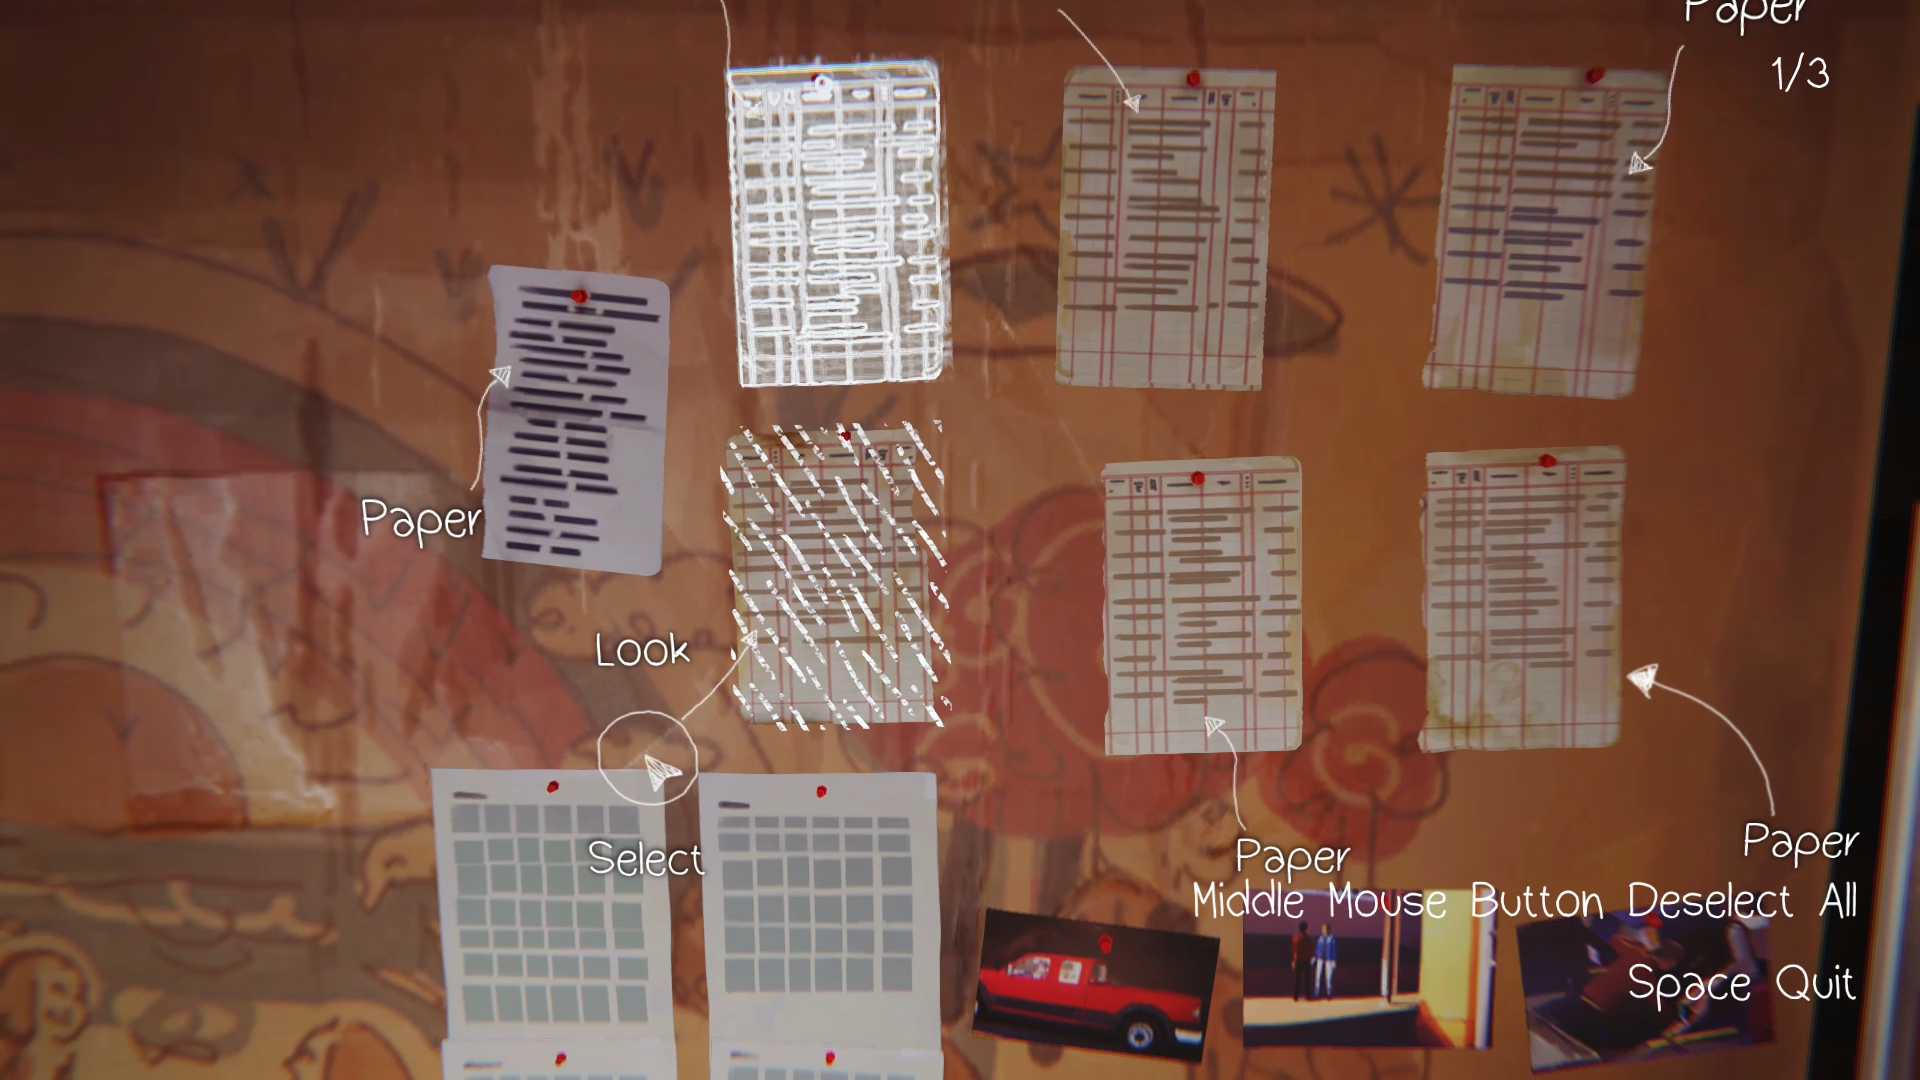 Paper
1/3
Paper
Look
Select
Paper
Paper
Middle Mouse Button Deselect All
Space Quit